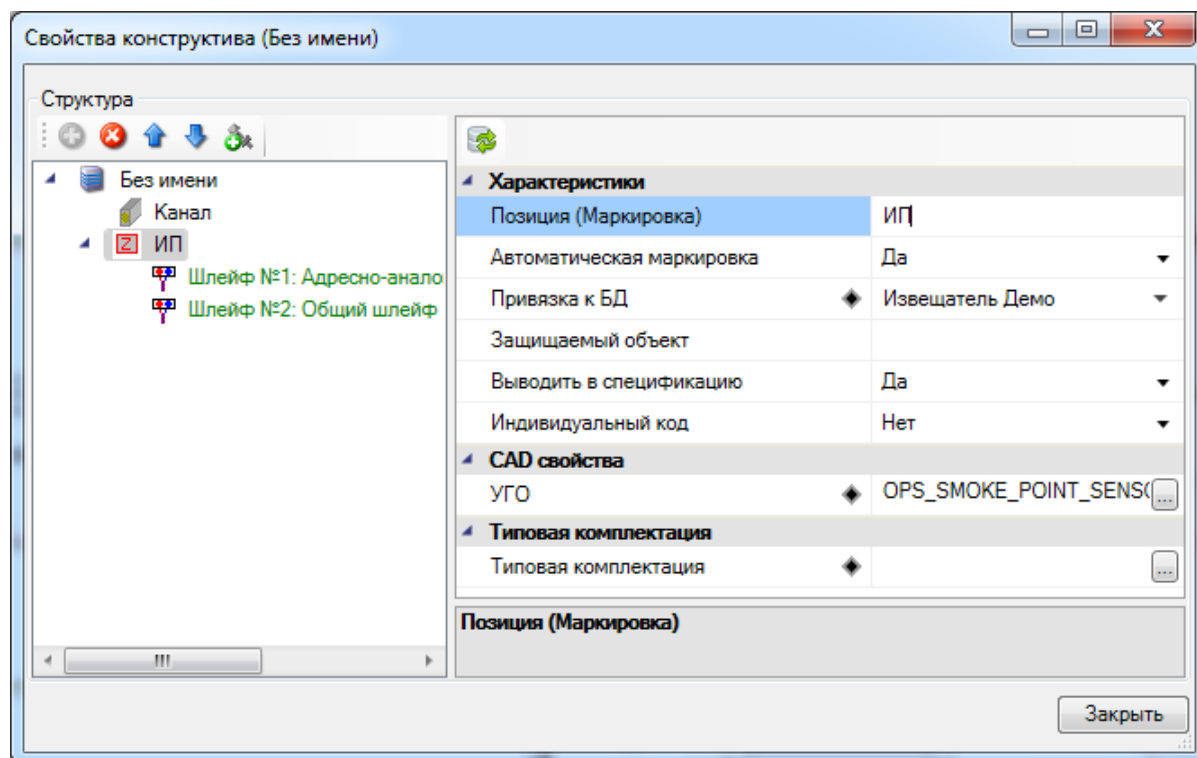 Свойства конструктива (Без имени)
Структура
Без имени
Канал
ИП
Шлейф №1: Адресно-анало
Шлейф №2: Общий шлейф
Характеристики
Позиция (Маркировка) ИП
Автоматическая маркировка Да
Привязка к БД Извещатель Демо
Защищаемый объект
Выводить в спецификацию Да
Индивидуальный код Нет
CAD свойства
УГО OPS_SMOKE_POINT_SENS( ...
Типовая комплектация
Типовая комплектация ...
Позиция (Маркировка)
Закрыть